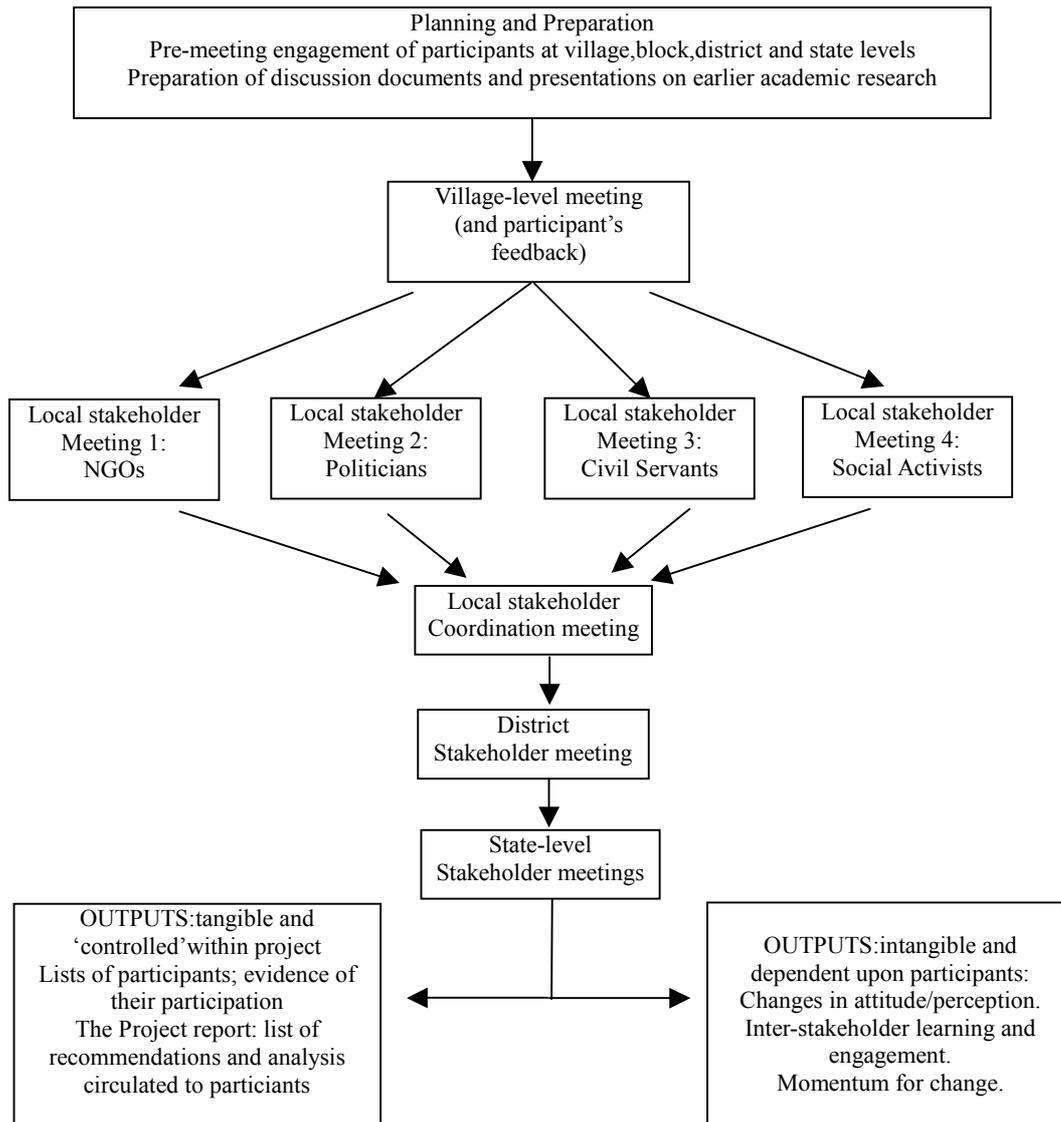 Planning and Preparation
Pre-meeting engagement of participants at village,block,district and state levels
Preparation of discussion documents and presentations on earlier academic research
Village-level meeting
(and participant’s
feedback)
Local stakeholder
Meeting 1:
NGOs
Local stakeholder
Meeting 2:
Politicians
Local stakeholder
Meeting 3:
Civil Servants
Local stakeholder
Meeting 4:
Social Activists
Local stakeholder
Coordination meeting
District
Stakeholder meeting
State-level
Stakeholder meetings
OUTPUTS:tangible and
‘controlled’within project
Lists of participants; evidence of
their participation
The Project report: list of
recommendations and analysis
circulated to particiants
OUTPUTS:intangible and
dependent upon participants:
Changes in attitude/perception.
Inter-stakeholder learning and
engagement.
Momentum for change.